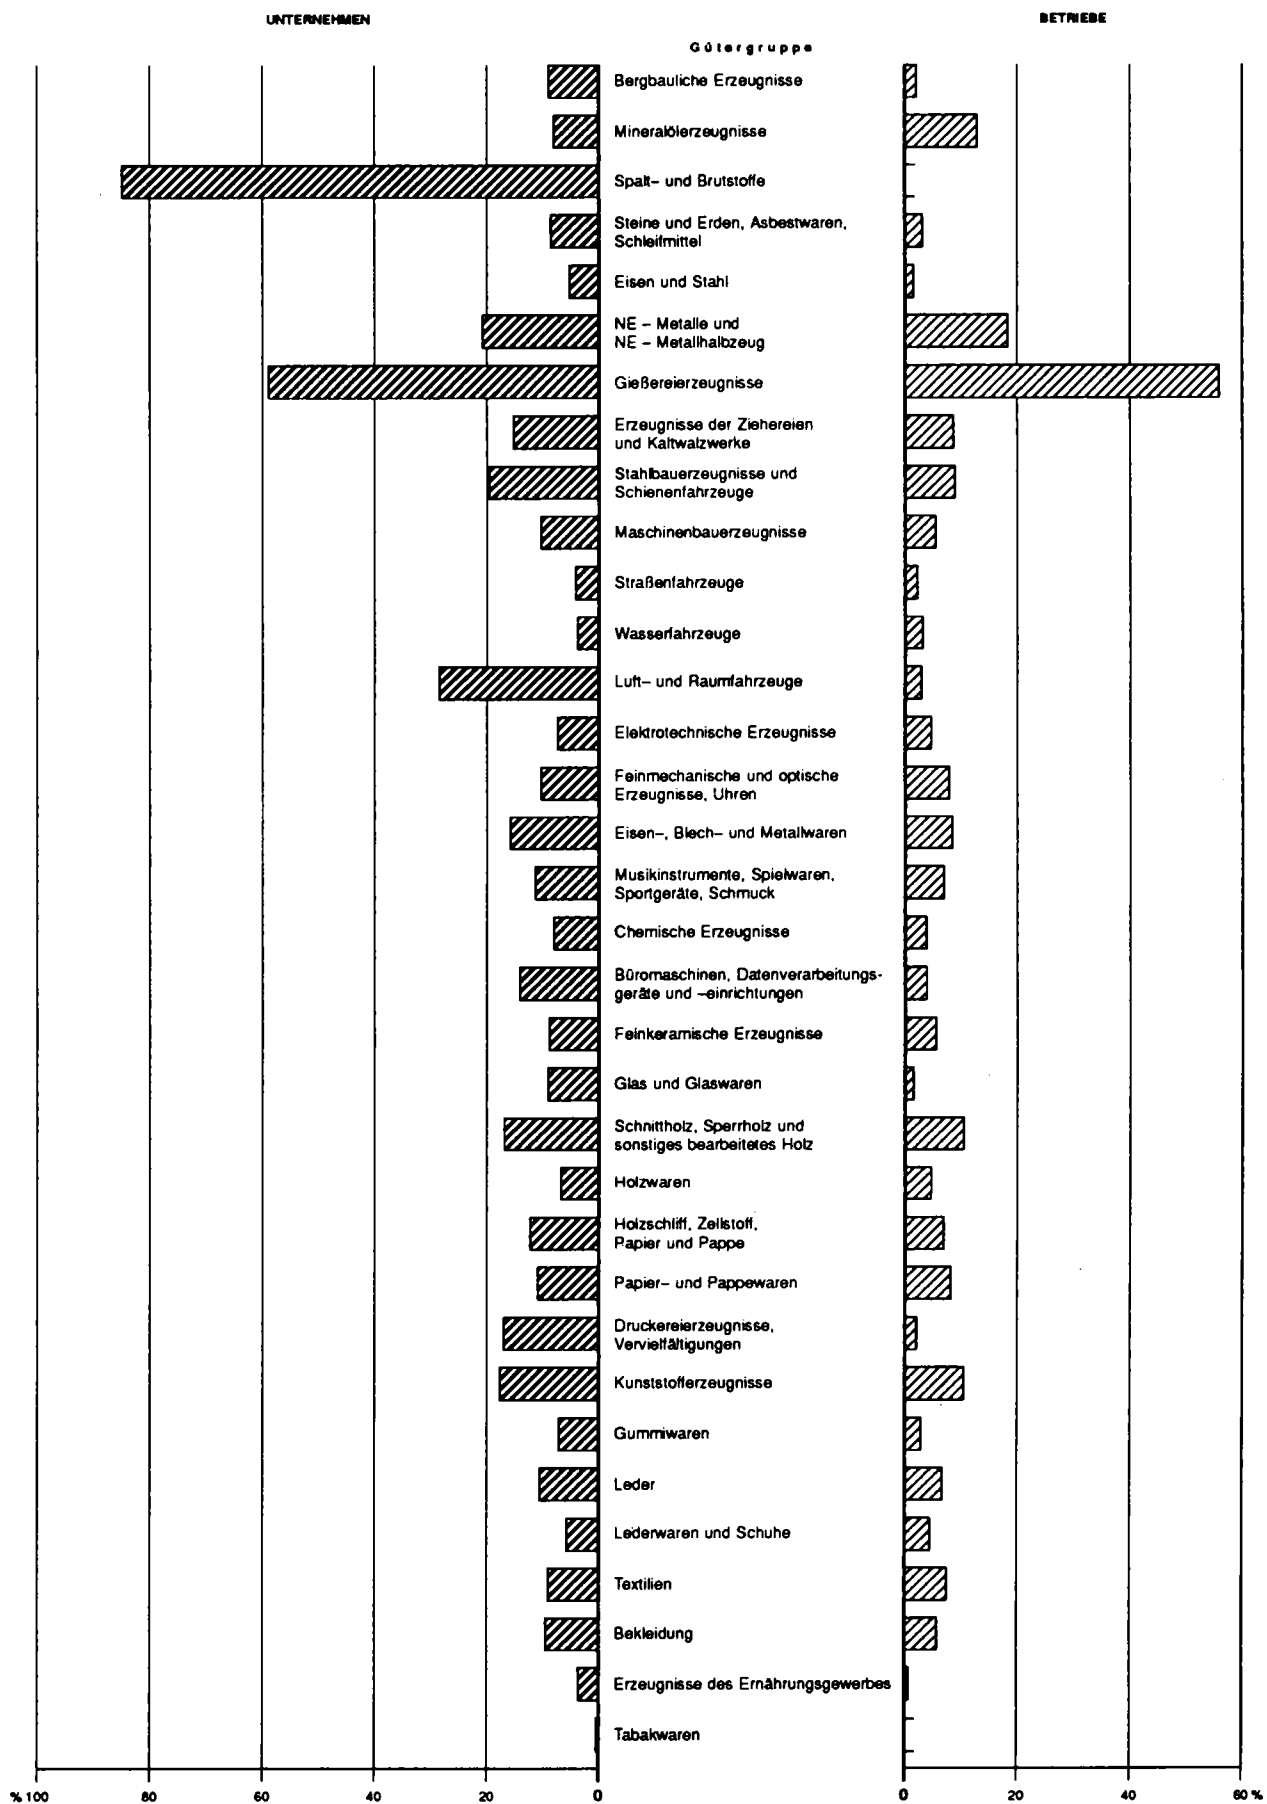 UNTERNEHMEN
BETRIEBE
Gütergruppe
Bergbauliche Erzeugnisse
Mineralölerzeugnisse
Spalt- und Brutstoffe
Steine und Erden, Asbestwaren,
Schleifmittel
Eisen und Stahl
NE - Metalle und
NE - Metallhalbzeug
Gießereierzeugnisse
Erzeugnisse der Ziehereien
und Kaltwalzwerke
Stahlbauerzeugnisse und
Schienenfahrzeuge
Maschinenbauerzeugnisse
Straßenfahrzeuge
Wasserfahrzeuge
Luft- und Raumfahrzeuge
Elektrotechnische Erzeugnisse
Feinmechanische und optische
Erzeugnisse, Uhren
Eisen-, Blech- und Metallwaren
Musikinstrumente, Spielwaren,
Sportgeräte, Schmuck
Chemische Erzeugnisse
Büromaschinen, Datenverarbeitungs-
geräte und -einrichtungen
Feinkeramische Erzeugnisse
Glas und Glaswaren
Schnittholz, Sperrholz und
sonstiges bearbeitetes Holz
Holzwaren
Holzschliff, Zellstoff,
Papier und Pappe
Papier- und Pappewaren
Druckereierzeugnisse,
Vervielfältigungen
Kunststofferzeugnisse
Gummiwaren
Leder
Lederwaren und Schuhe
Textilien
Bekleidung
Erzeugnisse des Ernährungsgewerbes
Tabakwaren
% 100 80 60 40 20 0 0 20 40 60 %